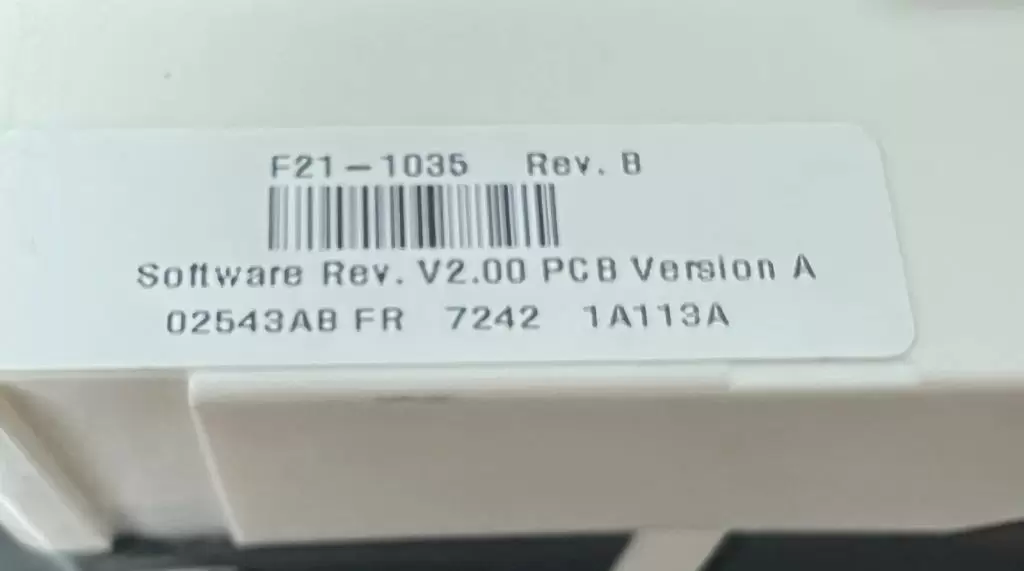 F21-1035 Rev. B
Software Rev. V2.00 PCB Version A
02543AB FR 7242 1A113A